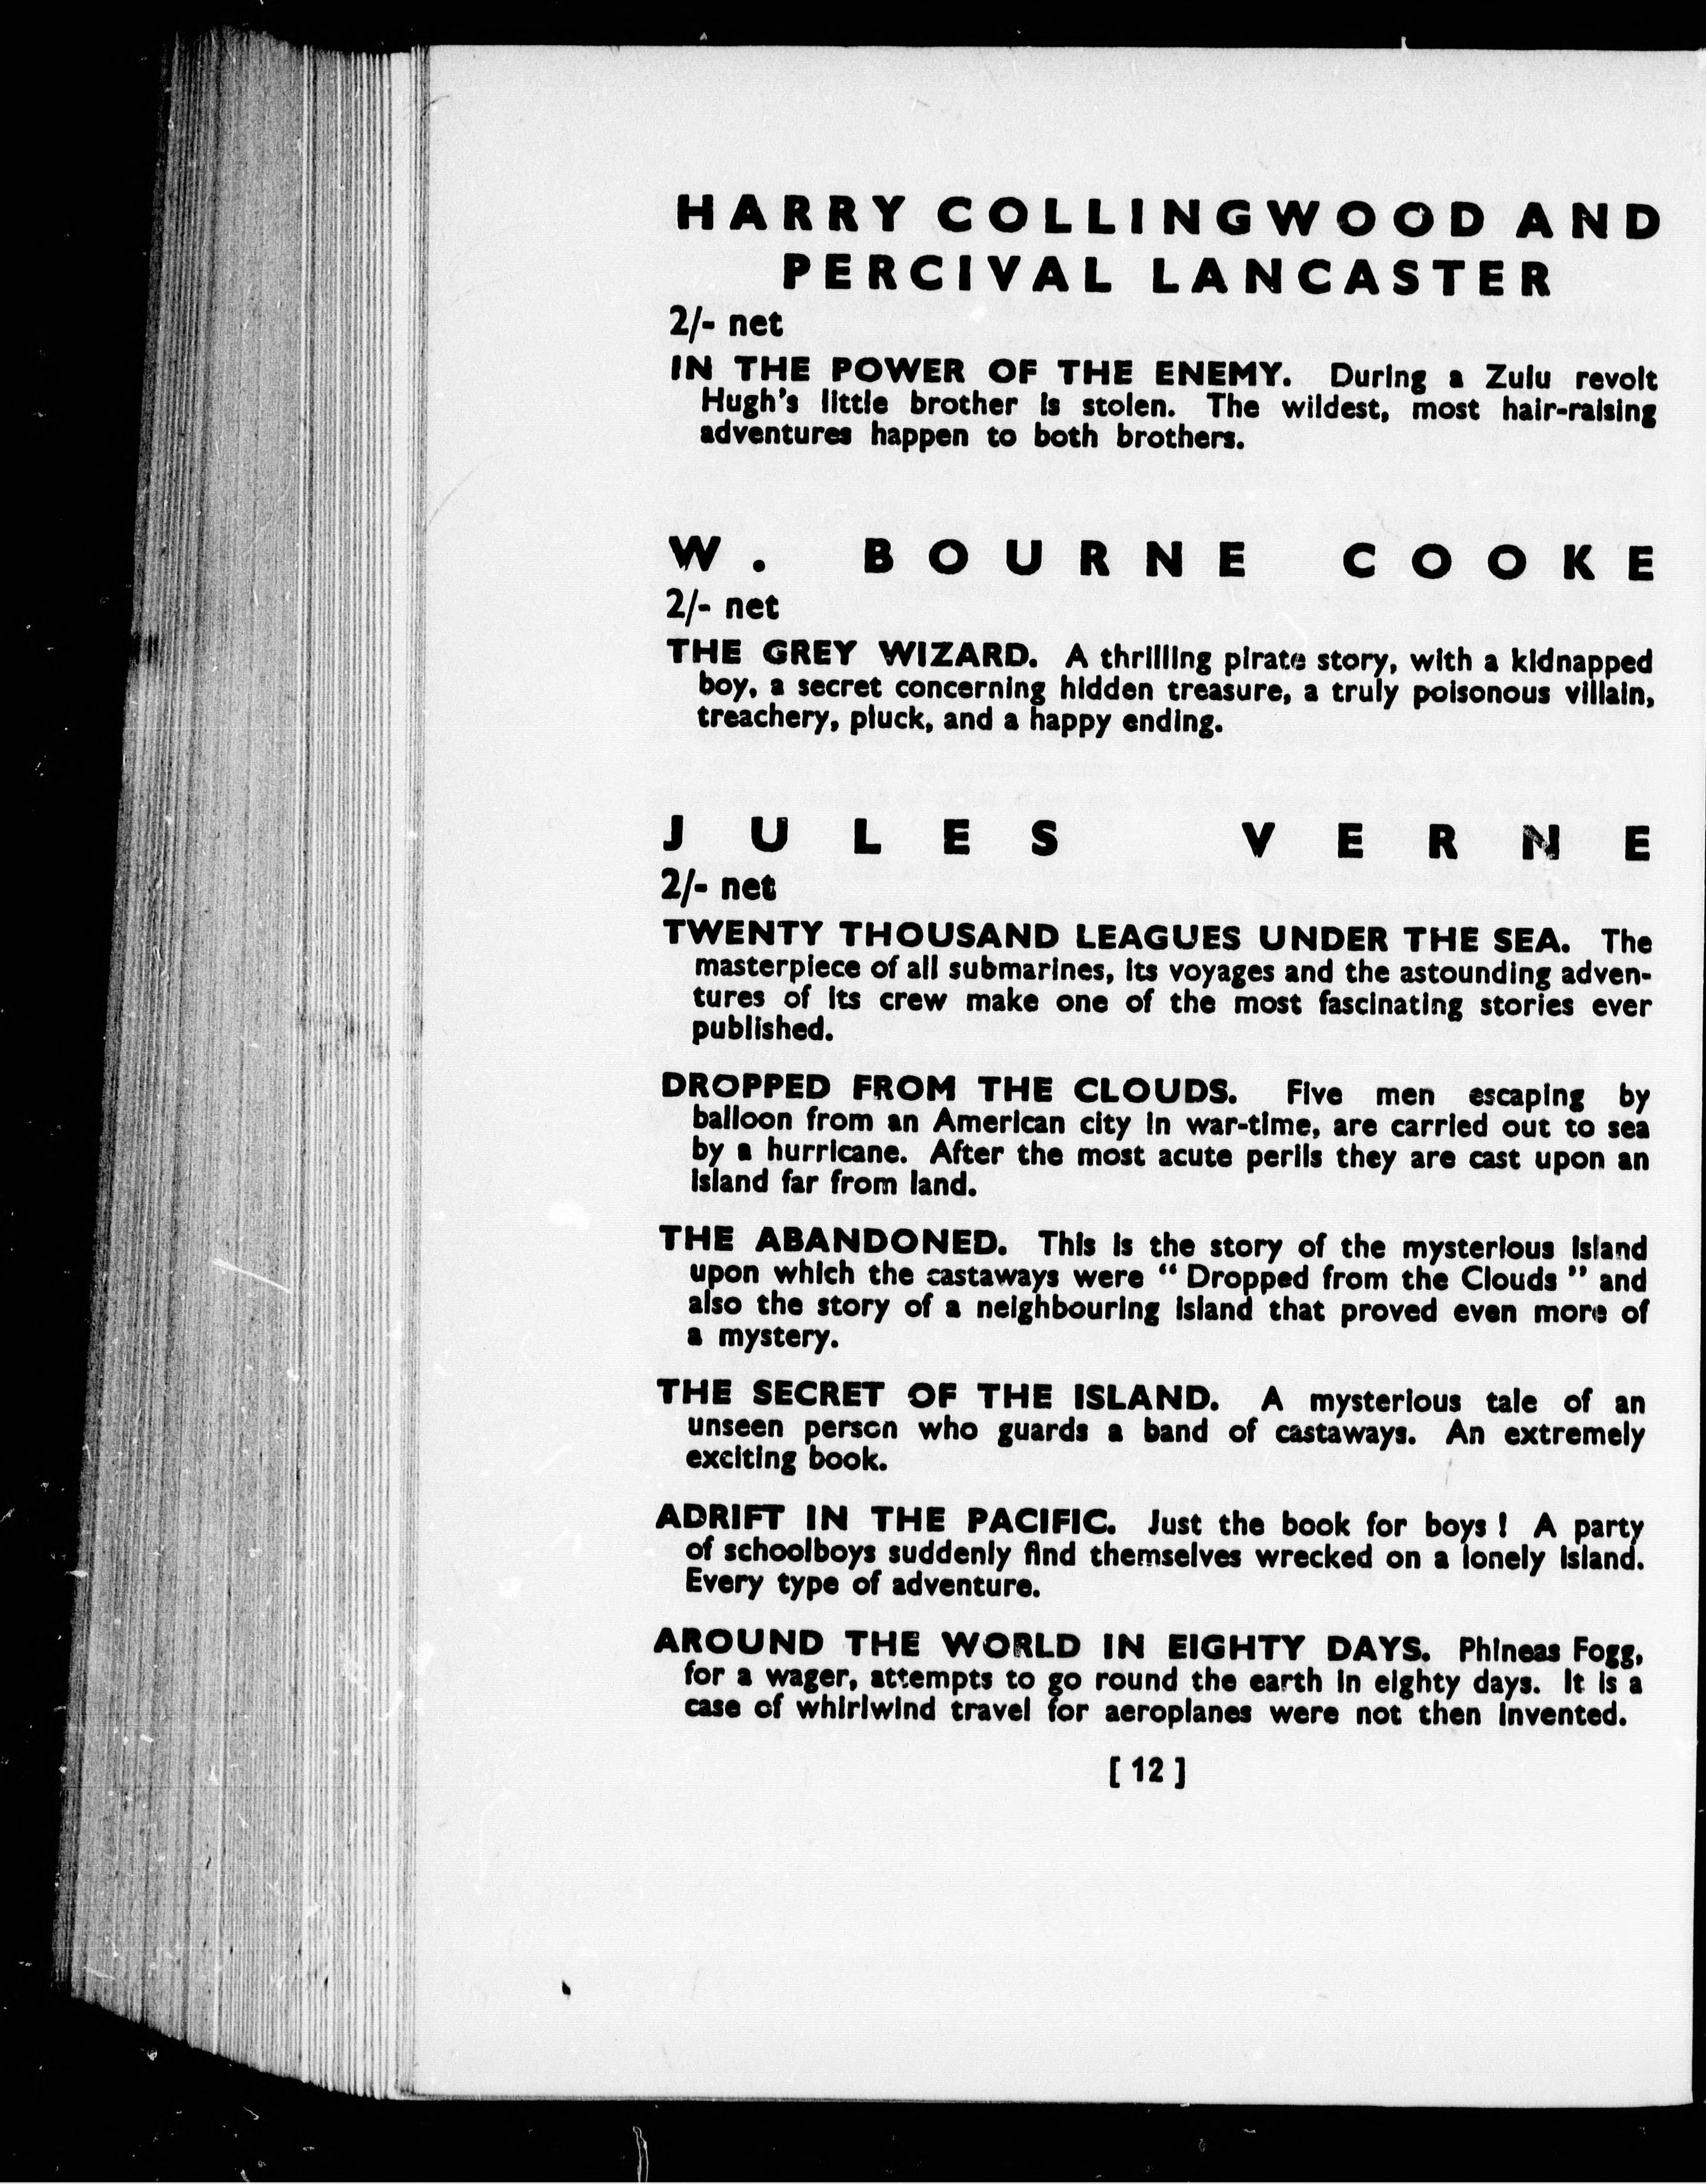 HARRY COLLINGWOOD AND
PERCIVAL LANCASTER
2/- net
IN THE POWER OF THE ENEMY. During a Zulu revolt
Hugh's little brother is stolen. The wildest, most hair-raising
adventures happen to both brothers.
W. BOURNE COOKE
2/- net
THE GREY WIZARD. A thrilling pirate story, with a kidnapped
boy, a secret concerning hidden treasure, a truly poisonous villain,
treachery, pluck, and a happy ending.
JULES VERNE
2/- net
TWENTY THOUSAND LEAGUES UNDER THE SEA. The
masterpiece of all submarines, its voyages and the astounding adven-
tures of its crew make one of the most fascinating stories ever
published.
DROPPED FROM THE CLOUDS. Five men escaping by
balloon from an American city in war-time, are carried out to sea
by a hurricane. After the most acute perils they are cast upon an
island far from land.
THE ABANDONED. This is the story of the mysterious island
upon which the castaways were " Dropped from the Clouds " and
also the story of a neighbouring island that proved even more of
a mystery.
THE SECRET OF THE ISLAND. A mysterious tale of an
unseen person who guards a band of castaways. An extremely
exciting book.
ADRIFT IN THE PACIFIC. Just the book for boys ! A party
of schoolboys suddenly find themselves wrecked on a lonely island.
Every type of adventure.
AROUND THE WORLD IN EIGHTY DAYS. Phineas Fogg,
for a wager, attempts to go round the earth in eighty days. It is a
case of whirlwind travel for aeroplanes were not then invented.
[ 12 ]